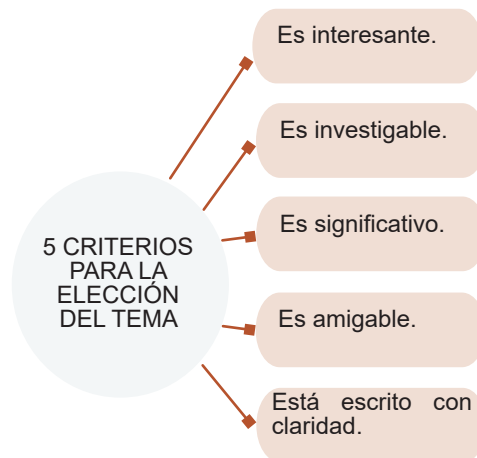 Es interesante.
Es investigable.
Es significativo.
5 CRITERIOS
PARA LA
ELECCIÓN
DEL TEMA
Es amigable.
Está escrito con
claridad.